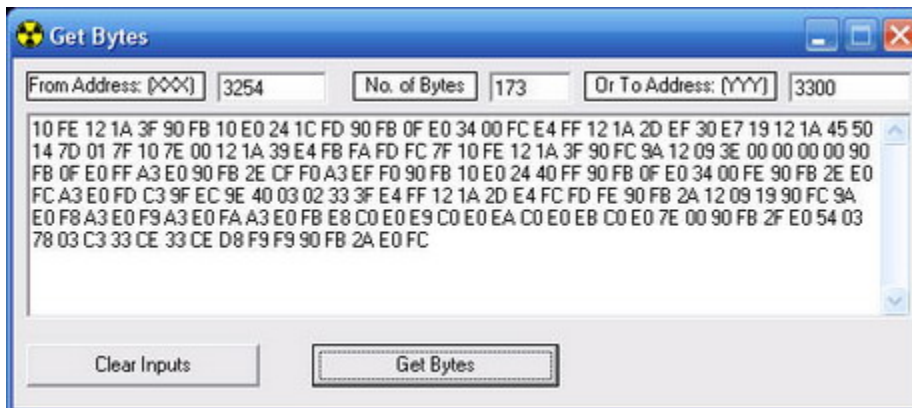 Get Bytes
From Address: (XXX) 3254 No. of Bytes 173 Or To Address: (YYY) 3300
10 FE 12 1A 3F 90 FB 10 E0 24 1C FD 90 FB 0F E0 34 00 FC E4 FF 12 1A 2D EF 30 E7 19 12 1A 45 50
14 7D 01 7F 10 7E 00 12 1A 39 E4 FB FA FD FC 7F 10 FE 12 1A 3F 90 FC 9A 12 09 3E 00 00 00 00 90
FB 0F E0 FF A3 E0 90 FB 2E CF F0 A3 EF F0 90 FB 10 E0 24 40 FF 90 FB 0F E0 34 00 FE 90 FB 2E E0
FC A3 E0 FD C3 9F EC 9E 40 03 02 33 3F E4 FF 12 1A 2D E4 FC FD FE 90 FB 2A 12 09 19 90 FC 9A
E0 F8 A3 E0 F9 A3 E0 FA A3 E0 FB E8 C0 E0 E9 C0 E0 EA C0 E0 EB C0 E0 7E 00 90 FB 2F E0 54 03
78 03 C3 33 CE 33 CE D8 F9 F9 90 FB 2A E0 FC
Clear Inputs Get Bytes